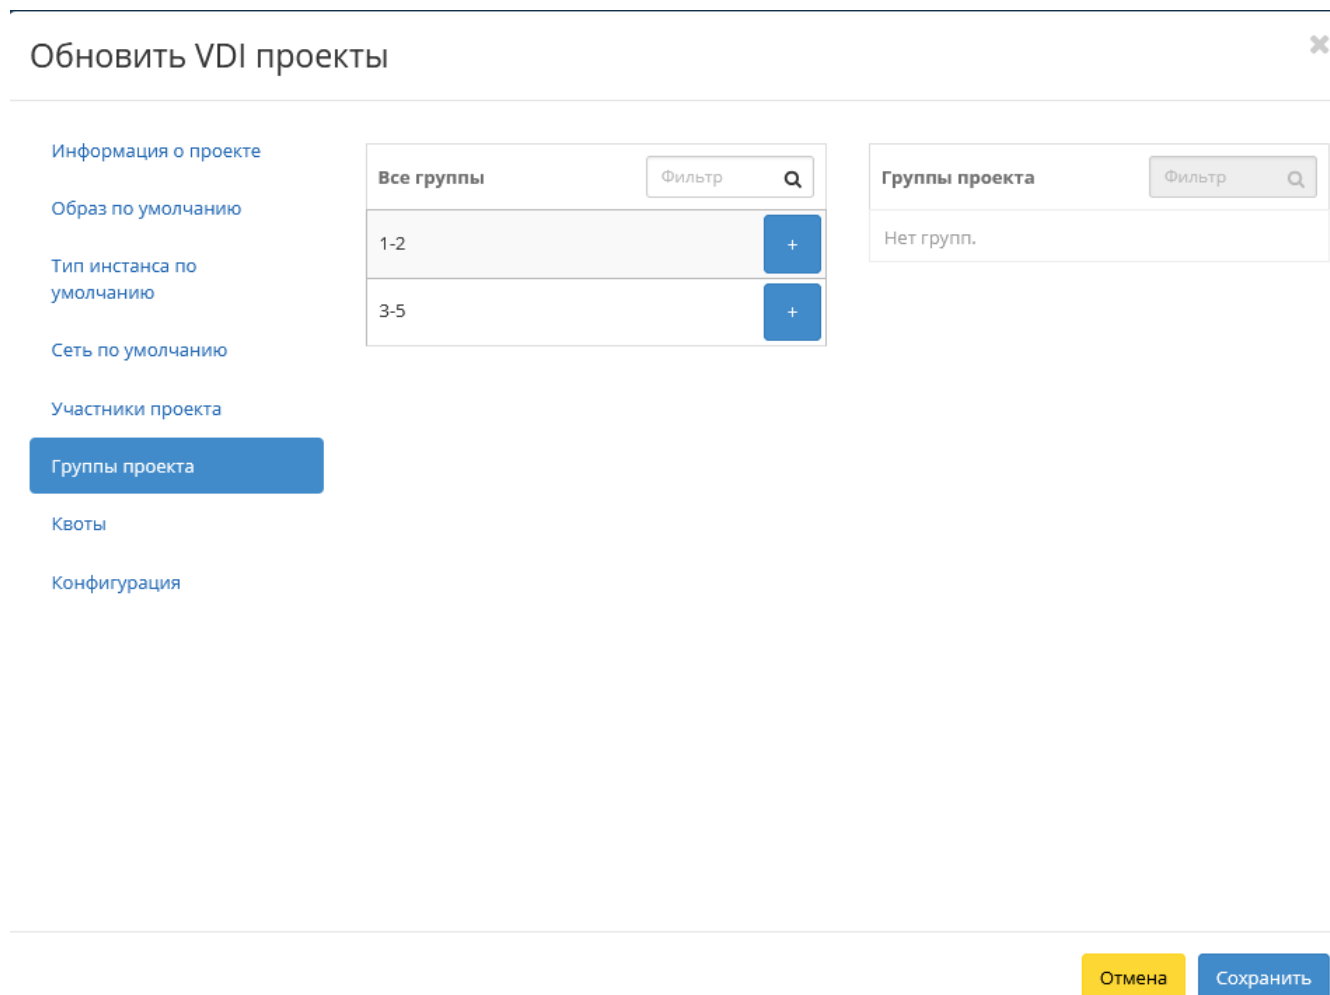 Обновить VDI проекты
Информация о проекте
Образ по умолчанию
Тип инстанса по
умолчанию
Сеть по умолчанию
Участники проекта
Группы проекта
Квоты
Конфигурация
Все группы
Фильтр
1-2
+
3-5
+
Группы проекта
Фильтр
Нет групп.
Отмена
Сохранить